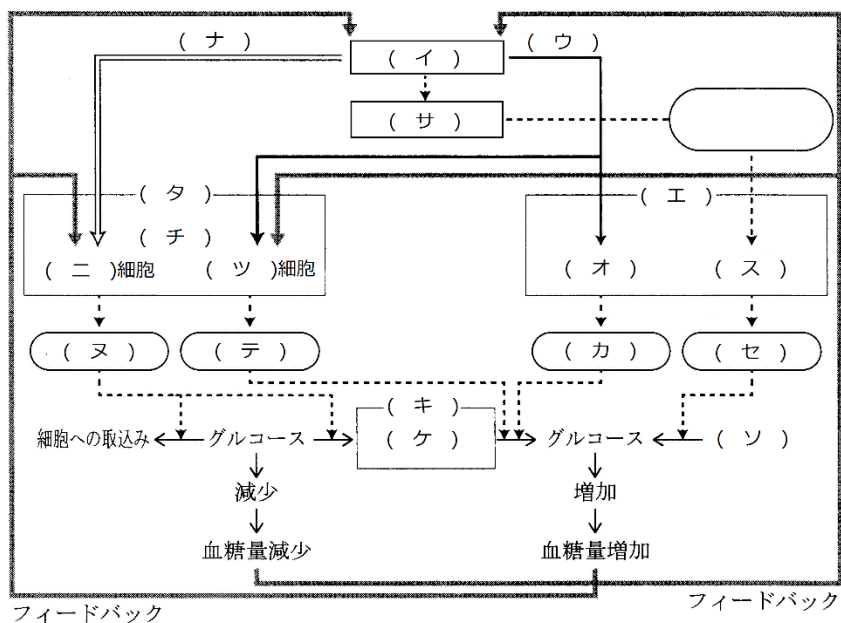 ( ナ )
( イ )
( ウ )
( サ )
( タ )
( エ )
( チ )
( ニ )細胞
( ツ )細胞
( オ )
( ス )
( ヌ )
( テ )
( カ )
( セ )
( キ )
細胞への取込み
グルコース
( ケ )
グルコース
( ソ )
減少
増加
血糖量減少
血糖量増加
フィードバック
フィードバック